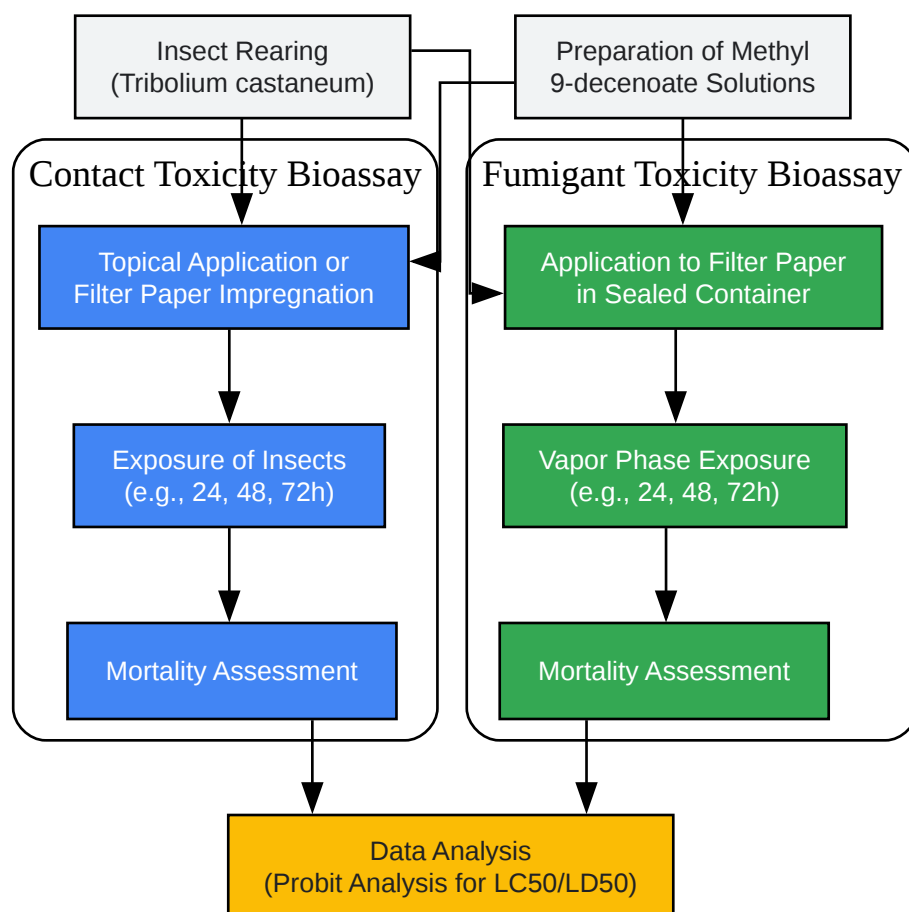 Insect Rearing
(Tribolium castaneum)
Preparation of Methyl
9-decenoate Solutions
Contact Toxicity Bioassay
Fumigant Toxicity Bioassay
Topical Application or
Filter Paper Impregnation
Application to Filter Paper
in Sealed Container
Exposure of Insects
(e.g., 24, 48, 72h)
Vapor Phase Exposure
(e.g., 24, 48, 72h)
Mortality Assessment
Mortality Assessment
Data Analysis
(Probit Analysis for LC50/LD50)